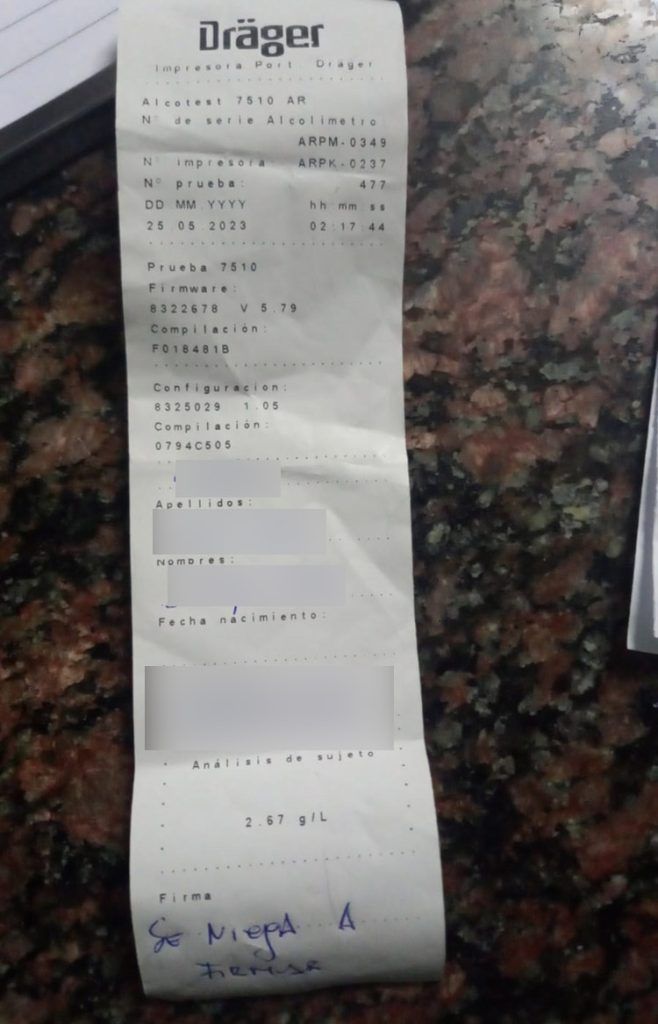 Dräger
Impresora Port. Dräger
Alcotest 7510 AR
N° de serie Alcolimetro
ARPM-0349
N° impresora: ARPK-0237
N° prueba: 477
DD MM.YYYY hh:mm:ss
25.05.2023 02:17:44
Prueba 7510
Firmware:
8322678 V 5.79
Compilación:
F018481B
Configuracion:
8325029 1.05
Compilación:
0794C505
Apellidos:
Nombres:
Fecha nacimiento:
Análisis de sujeto
2.67 g/L
Firma
Se Niega A
Firmar